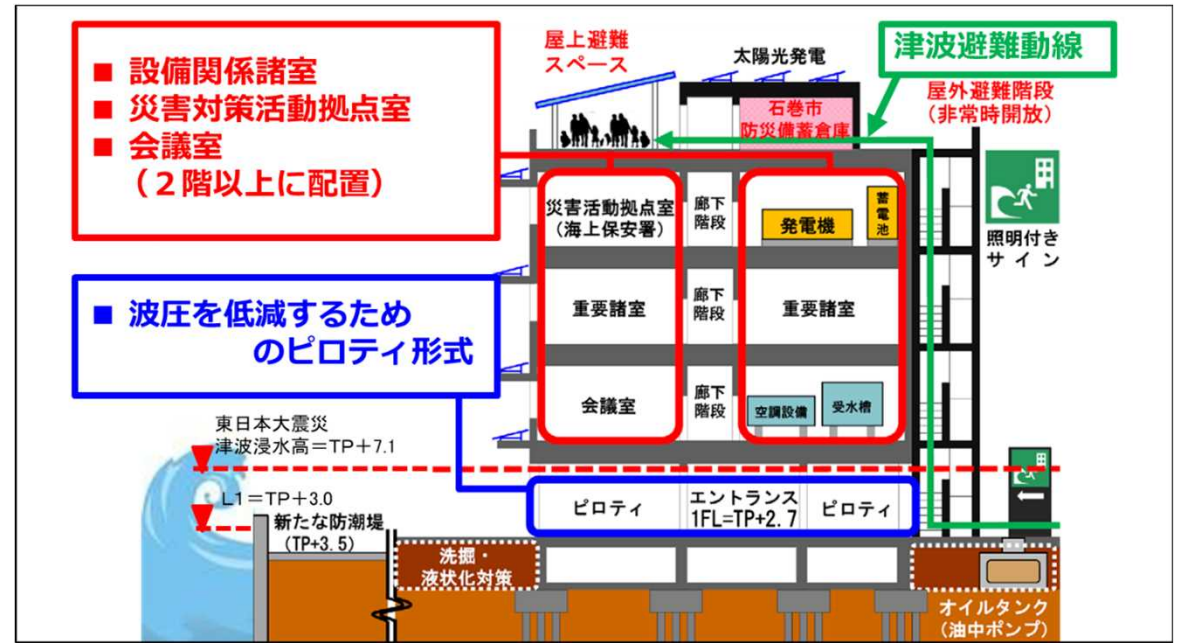 ■ 設備関係諸室
■ 災害対策活動拠点室
■ 会議室
（２階以上に配置）
■ 波圧を低減するため
のピロティ形式
屋上避難
スペース
太陽光発電
津波避難動線
石巻市
防災備蓄倉庫
屋外避難階段
（非常時開放）
災害活動拠点室
（海上保安署）
廊下
階段
発電機
蓄電池
照明付き
サイン
重要諸室
廊下
階段
重要諸室
会議室
廊下
階段
空調設備
受水槽
東日本大震災
津波浸水高＝TP＋7.1
L1＝TP＋3.0
新たな防潮堤
（TP+3.5）
ピロティ
エントランス
1FL=TP+2.7
ピロティ
洗掘・
液状化対策
オイルタンク
（油中ポンプ）